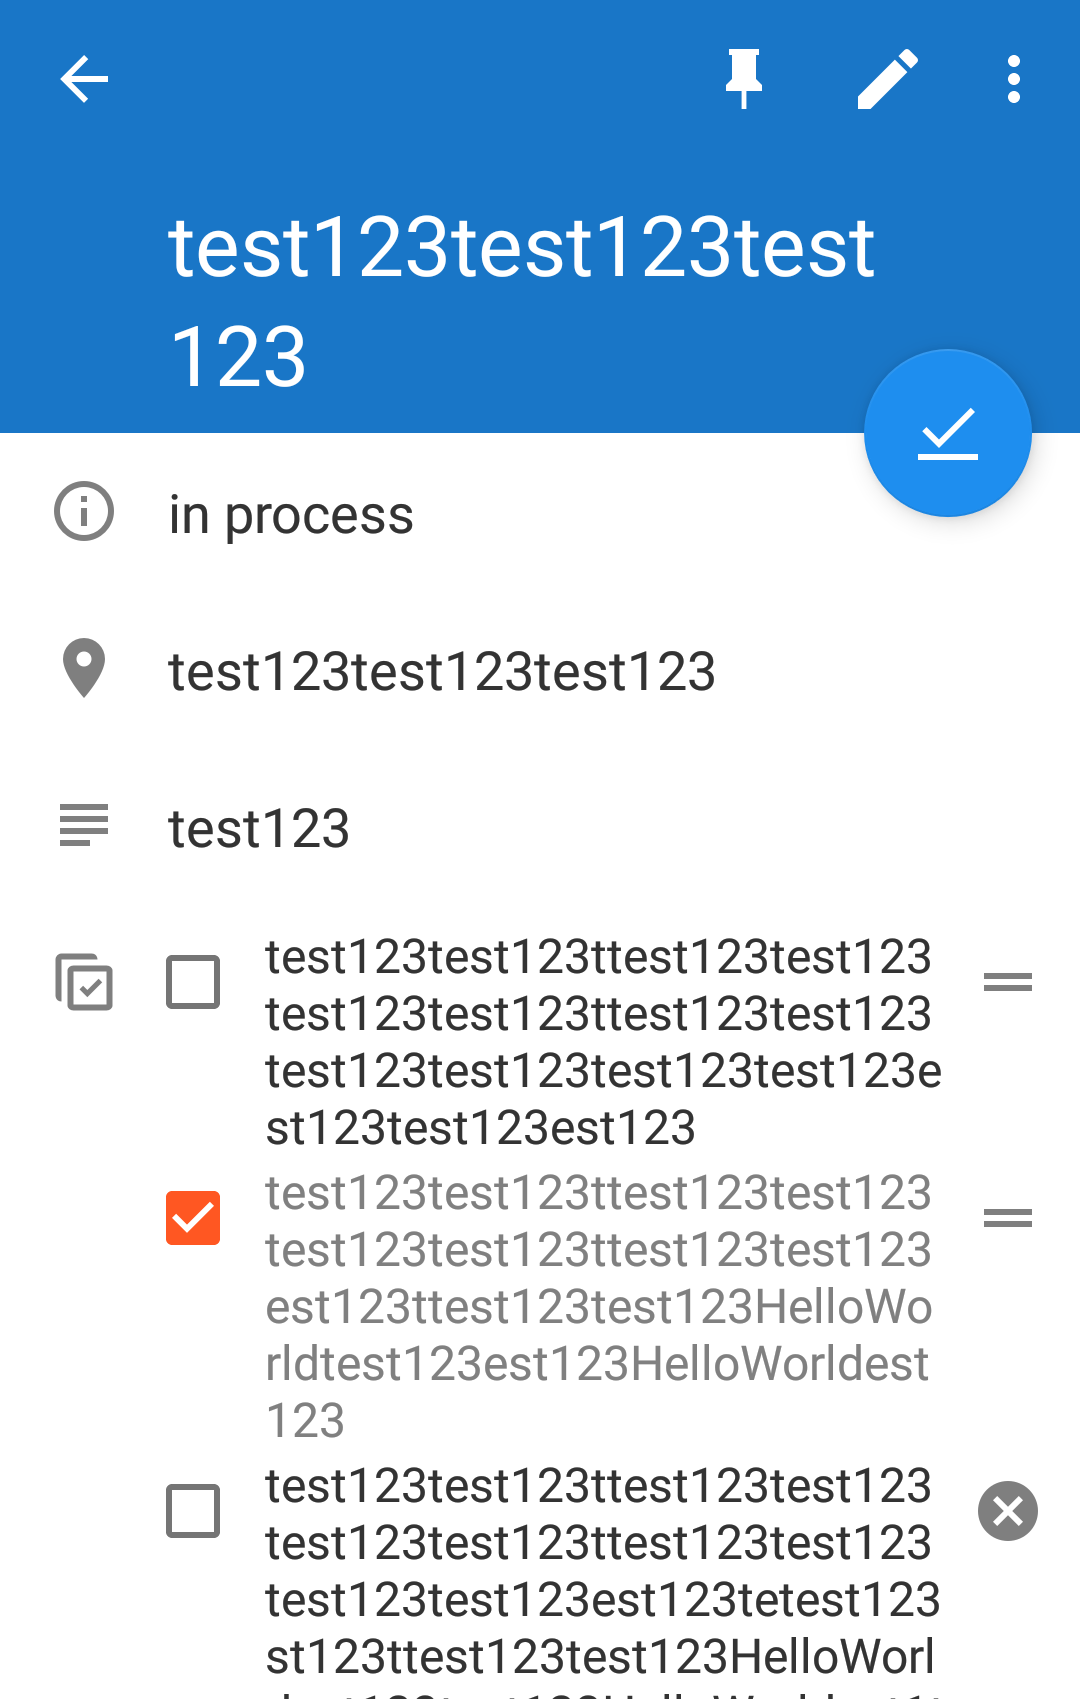 test123test123test
123
in process
test123test123test123
test123
test123test123ttest123test123
test123test123ttest123test123
test123test123test123test123e
st123test123est123
test123test123ttest123test123
test123test123ttest123test123
est123ttest123test123HelloWo
rldtest123est123HelloWorldest
123
test123test123ttest123test123
test123test123ttest123test123
test123test123est123tetest123
st123ttest123test123HelloWorl